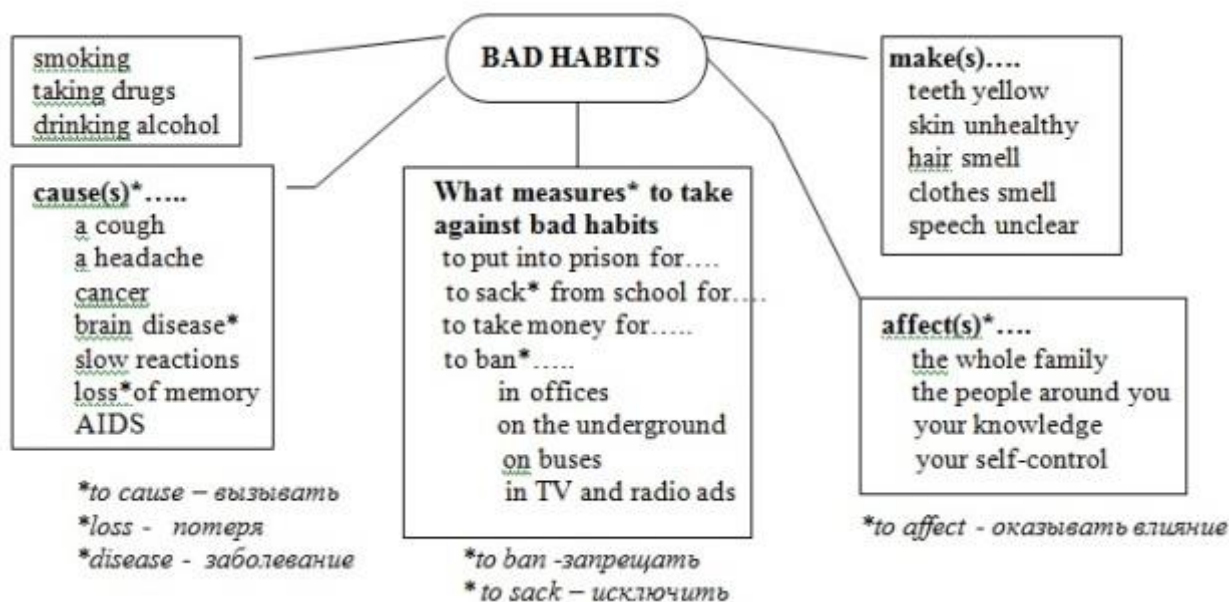 BAD HABITS
smoking
taking drugs
drinking alcohol
cause(s)*…..
a cough
a headache
cancer
brain disease*
slow reactions
loss*of memory
AIDS
*to cause – вызывать
*loss - потеря
*disease - заболевание
What measures* to take
against bad habits
to put into prison for….
to sack* from school for….
to take money for…..
to ban*…..
in offices
on the underground
on buses
in TV and radio ads
*to ban -запрещать
* to sack – исключить
make(s)….
teeth yellow
skin unhealthy
hair smell
clothes smell
speech unclear
affect(s)*….
the whole family
the people around you
your knowledge
your self-control
*to affect - оказывать влияние